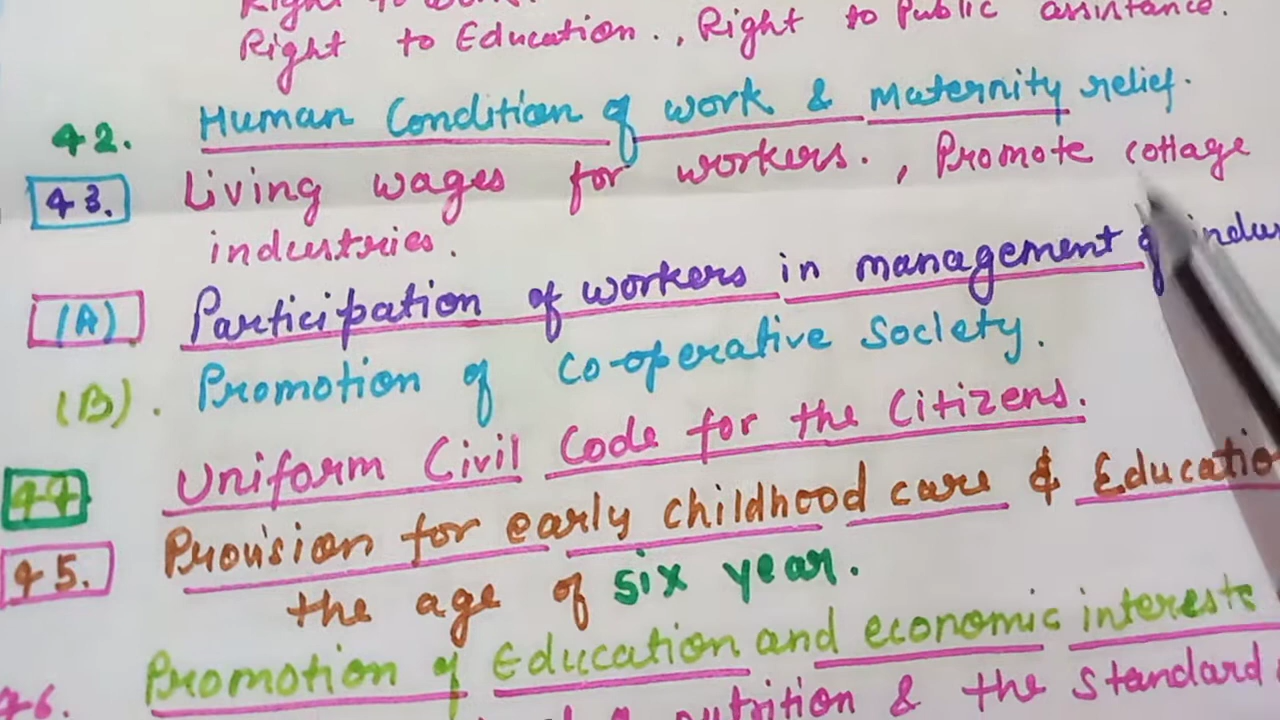 Right to
Right to Education., Right to Public assistance.
42. Human Condition of work & Maternity relief.
43. Living wages for workers., Promote cottage
industries.
(A) Participation of workers in management of
(B). Promotion of Co-operative Society.
44 Uniform Civil Code for the Citizens.
45. Provision for early childhood care &
the age of six year.
46. Promotion of Education and economic interests
nutrition & the standard